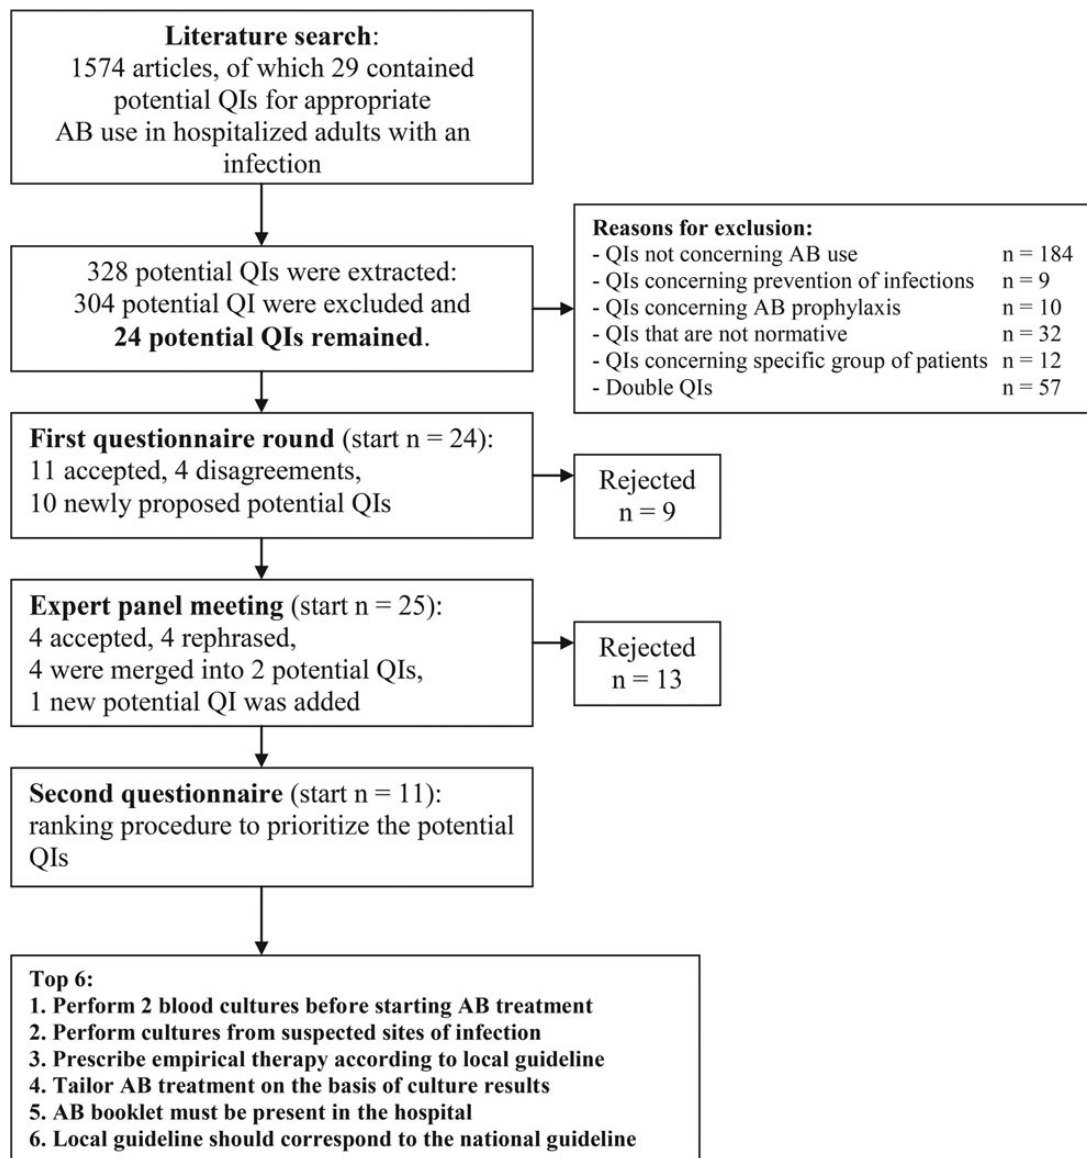 Literature search:
1574 articles, of which 29 contained
potential QIs for appropriate
AB use in hospitalized adults with an
infection
328 potential QIs were extracted:
304 potential QI were excluded and
24 potential QIs remained.
Reasons for exclusion:
- QIs not concerning AB use n = 184
- QIs concerning prevention of infections n = 9
- QIs concerning AB prophylaxis n = 10
- QIs that are not normative n = 32
- QIs concerning specific group of patients n = 12
- Double QIs n = 57
First questionnaire round (start n = 24):
11 accepted, 4 disagreements,
10 newly proposed potential QIs
Rejected
n = 9
Expert panel meeting (start n = 25):
4 accepted, 4 rephrased,
4 were merged into 2 potential QIs,
1 new potential QI was added
Rejected
n = 13
Second questionnaire (start n = 11):
ranking procedure to prioritize the potential
QIs
Top 6:
1. Perform 2 blood cultures before starting AB treatment
2. Perform cultures from suspected sites of infection
3. Prescribe empirical therapy according to local guideline
4. Tailor AB treatment on the basis of culture results
5. AB booklet must be present in the hospital
6. Local guideline should correspond to the national guideline